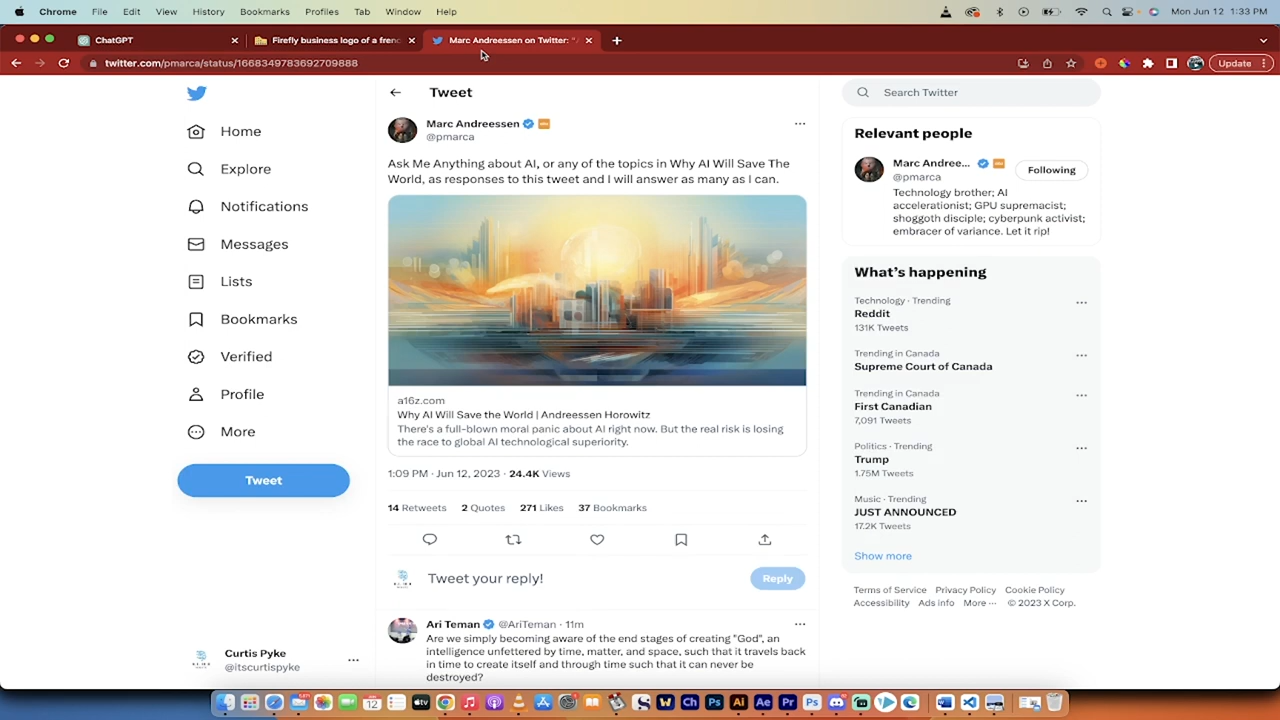 Chrome File Edit View History Bookmarks Profiles Tab Window Help
Mon Jun 12 1:33 PM
ChatGPT
Firefly business logo of a frenc
Marc Andreessen on Twitter: "
twitter.com/pmarca/status/1668349783692709888
Update
Home
Explore
Notifications
Messages
Lists
Bookmarks
Verified
Profile
More
Tweet
Curtis Pyke
@itscurtispyke
Tweet
Marc Andreessen
@pmarca
Ask Me Anything about AI, or any of the topics in Why AI Will Save The
World, as responses to this tweet and I will answer as many as I can.
a16z.com
Why AI Will Save the World | Andreessen Horowitz
There's a full-blown moral panic about AI right now. But the real risk is losing
the race to global AI technological superiority.
1:09 PM · Jun 12, 2023 · 24.4K Views
14 Retweets 2 Quotes 271 Likes 37 Bookmarks
Tweet your reply!
Reply
Ari Teman @AriTeman · 11m
Are we simply becoming aware of the end stages of creating "God", an
intelligence unfettered by time, matter, and space, such that it travels back
in time to create itself and through time such that it can never be
destroyed?
Search Twitter
Relevant people
Marc Andree...
@pmarca
Following
Technology brother; AI
accelerationist; GPU supremacist;
shoggoth disciple; cyberpunk activist;
embracer of variance. Let it rip!
What's happening
Technology · Trending
Reddit
131K Tweets
Trending in Canada
Supreme Court of Canada
Trending in Canada
First Canadian
7,091 Tweets
Politics · Trending
Trump
1.75M Tweets
Music · Trending
JUST ANNOUNCED
17.2K Tweets
Show more
Terms of Service Privacy Policy Cookie Policy
Accessibility Ads info More ··· © 2023 X Corp.
12 W Ch Ps Ai Ae Pr Ps